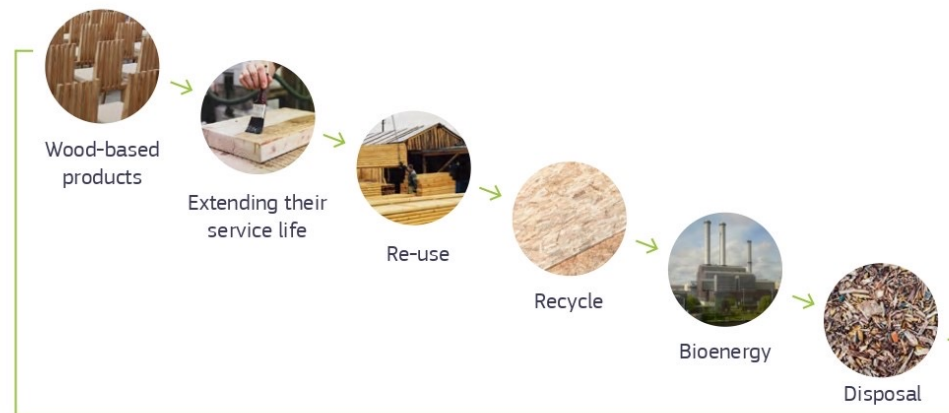 Wood-based
products
Extending their
service life
Re-use
Recycle
Bioenergy
Disposal